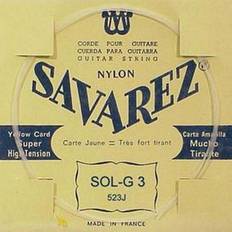 CORDE POUR GUITARE
CUERDA PARA GUITARRA
GUITAR STRING
NYLON
SAVAREZ
Yellow Card
Super
High Tension
Carte Jaune = Très fort tirant
Carta Amarilla
Mucho
Tirante
SOL-G 3
523J
MADE IN FRANCE